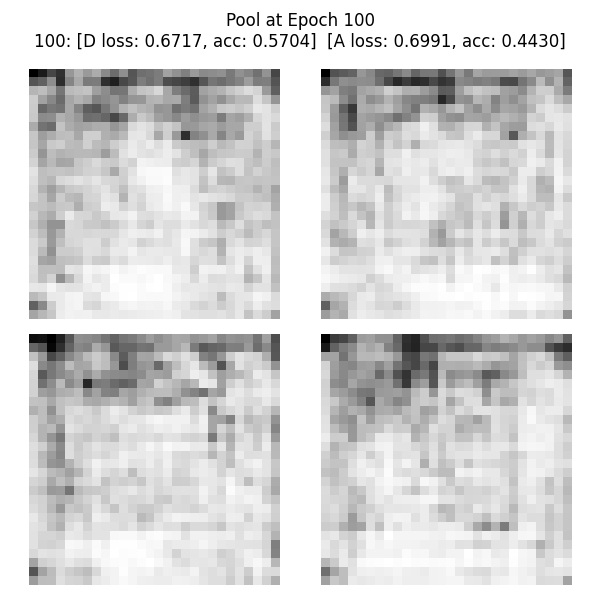 Pool at Epoch 100
100: [D loss: 0.6717, acc: 0.5704]  [A loss: 0.6991, acc: 0.4430]